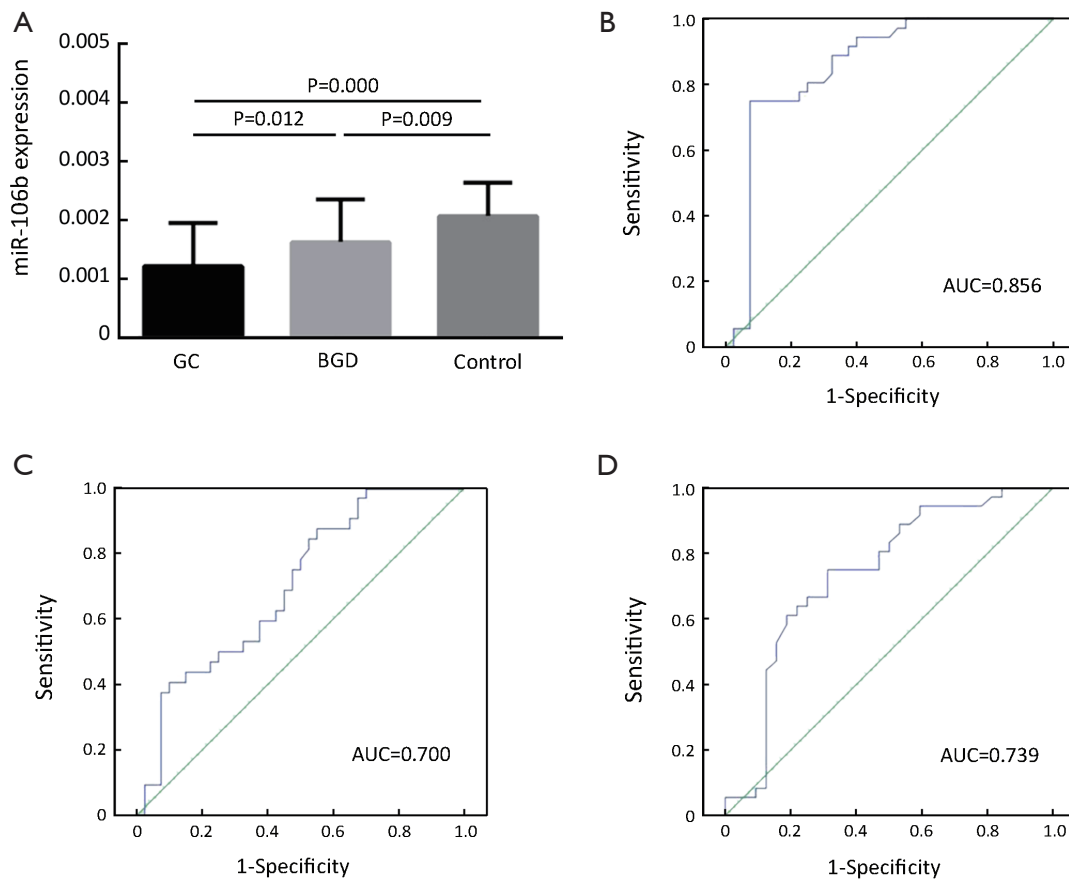 A
miR-106b expression
0.005
0.004
0.003
0.002
0.001
0
P=0.000
P=0.012
P=0.009
GC
BGD
Control
B
Sensitivity
1.0
0.8
0.6
0.4
0.2
0
AUC=0.856
0
0.2
0.4
0.6
0.8
1.0
1-Specificity
C
Sensitivity
1.0
0.8
0.6
0.4
0.2
0
AUC=0.700
0
0.2
0.4
0.6
0.8
1.0
1-Specificity
D
Sensitivity
1.0
0.8
0.6
0.4
0.2
0
AUC=0.739
0
0.2
0.4
0.6
0.8
1.0
1-Specificity